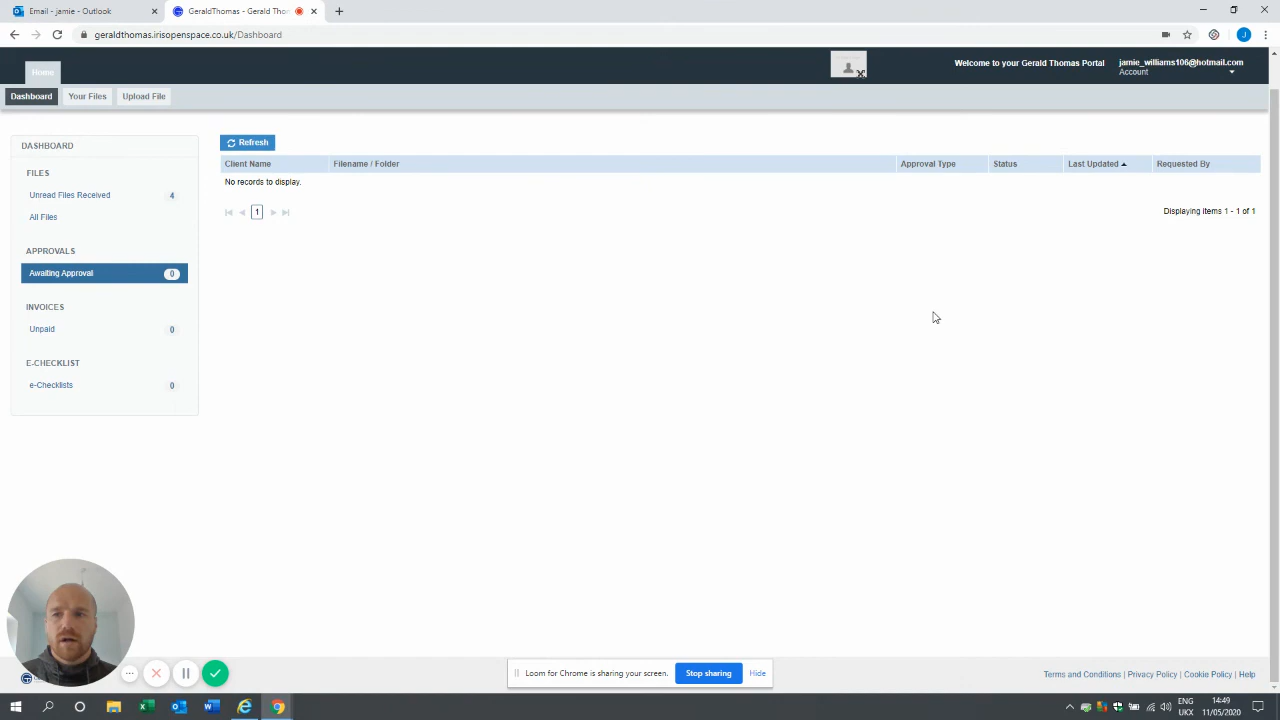 Email - jamie - Outlook
GeraldThomas - Gerald Thom
geraldthomas.irisopenspace.co.uk/Dashboard
J
Home
Welcome to your Gerald Thomas Portal
jamie_williams106@hotmail.com
Account
Dashboard
Your Files
Upload File
DASHBOARD
FILES
Unread Files Received 4
All Files
APPROVALS
Awaiting Approval 0
INVOICES
Unpaid 0
E-CHECKLIST
e-Checklists 0
Refresh
Client Name Filename / Folder Approval Type Status Last Updated Requested By
No records to display.
1
Displaying items 1 - 1 of 1
Loom for Chrome is sharing your screen. Stop sharing Hide
Terms and Conditions | Privacy Policy | Cookie Policy | Help
ENG
UKX
14:49
11/05/2020